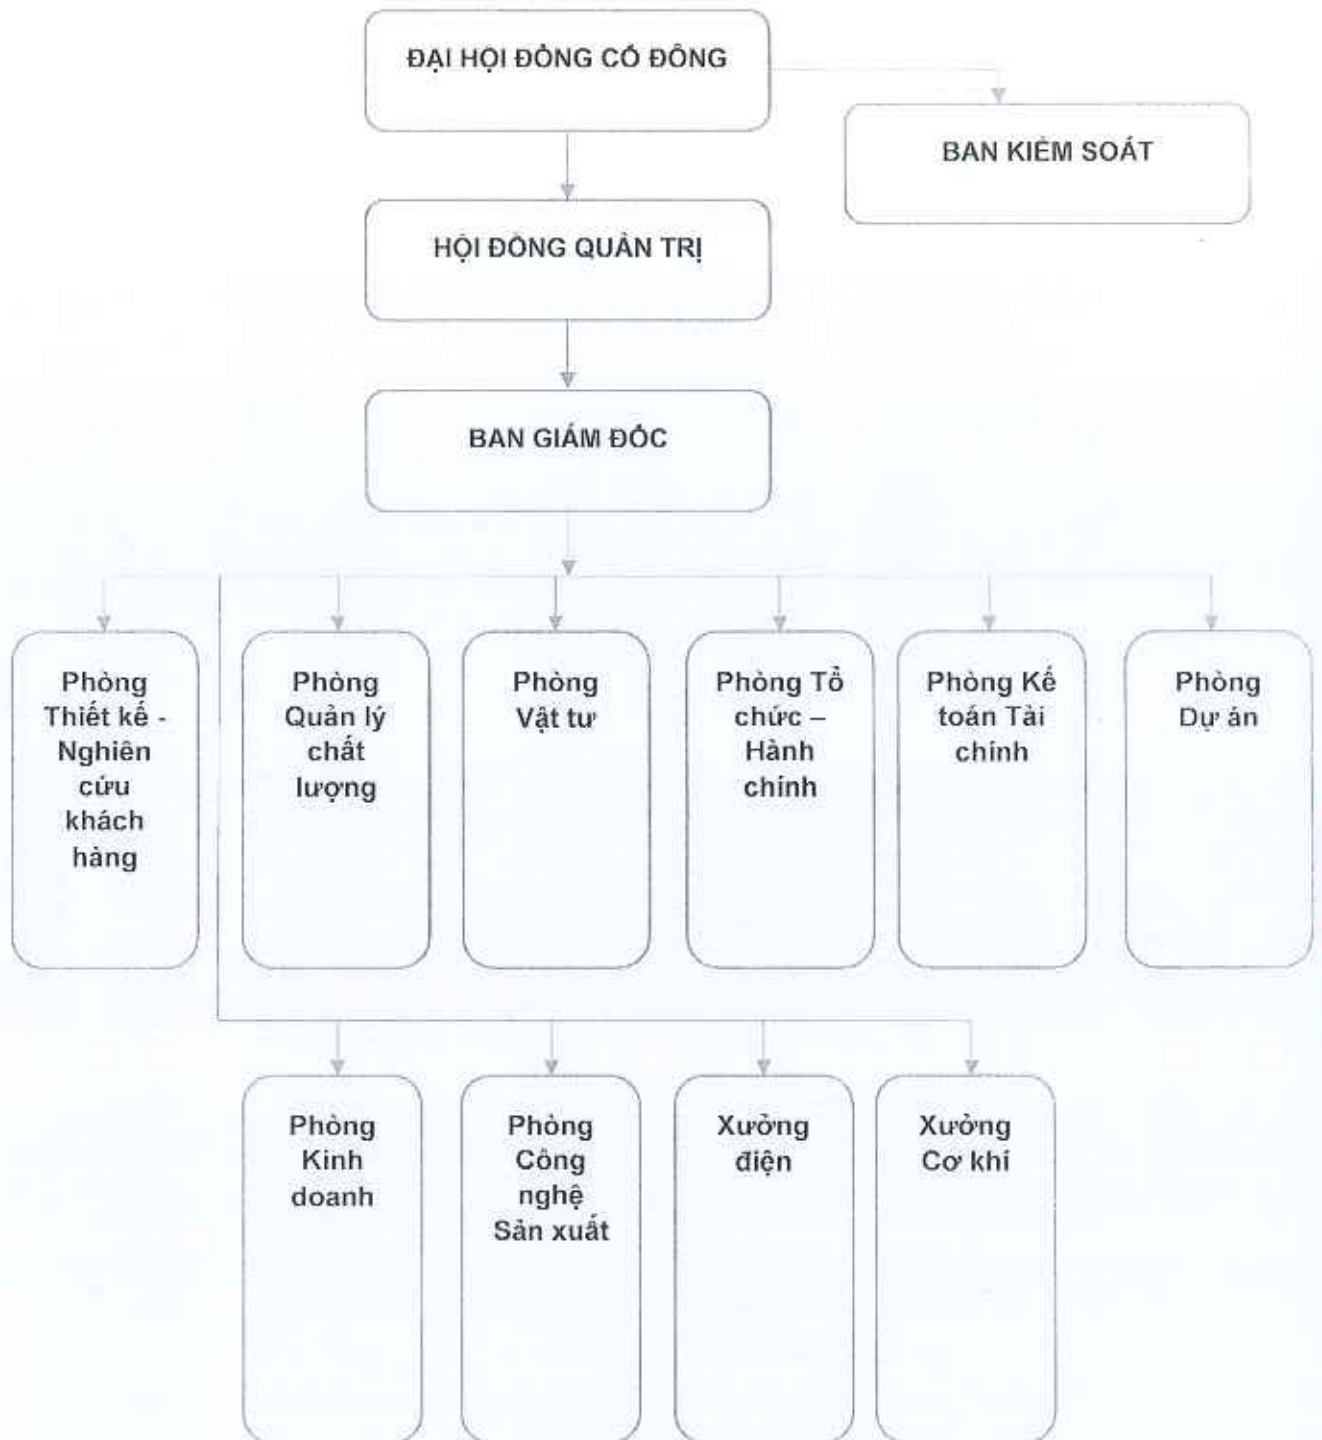 ĐẠI HỘI ĐỒNG CỔ ĐÔNG
BAN KIỂM SOÁT
HỘI ĐỒNG QUẢN TRỊ
BAN GIÁM ĐỐC
Phòng
Thiết kế -
Nghiên
cứu
khách
hàng
Phòng
Quản lý
chất
lượng
Phòng
Vật tư
Phòng Tổ
chức –
Hành
chính
Phòng Kế
toán Tài
chính
Phòng
Dự án
Phòng
Kinh
doanh
Phòng
Công
nghệ
Sản xuất
Xưởng
điện
Xưởng
Cơ khí